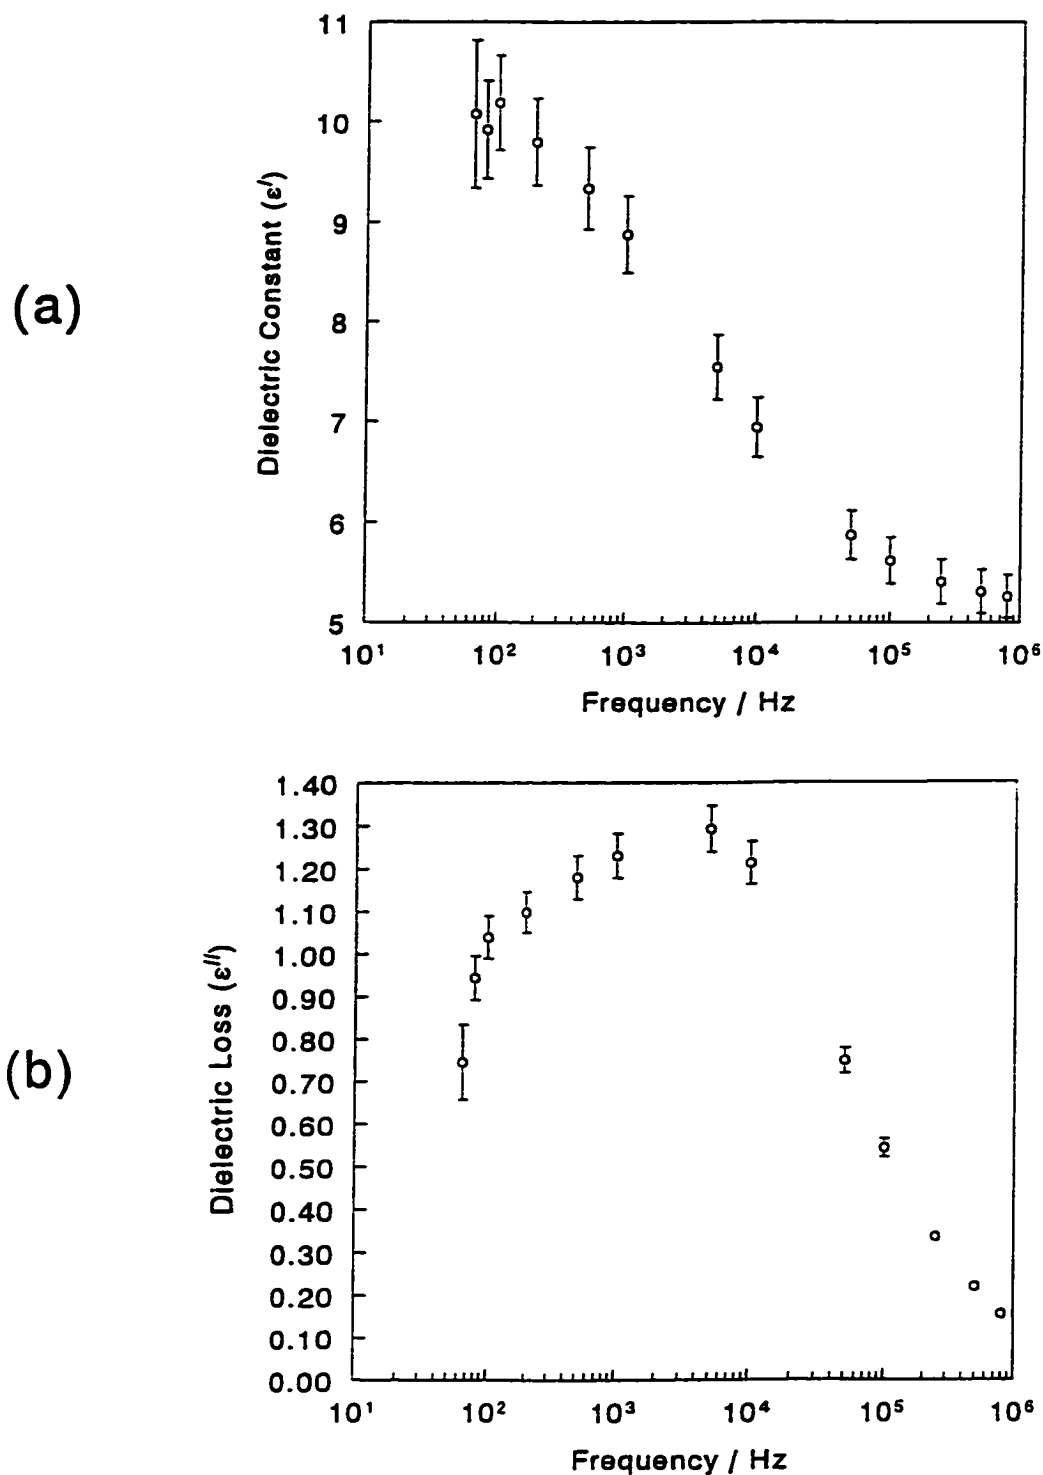 (a)
Dielectric Constant (ε′)
11
10
9
8
7
6
5
10¹ 10² 10³ 10⁴ 10⁵ 10⁶
Frequency / Hz
(b)
Dielectric Loss (ε″)
1.40
1.30
1.20
1.10
1.00
0.90
0.80
0.70
0.60
0.50
0.40
0.30
0.20
0.10
0.00
10¹ 10² 10³ 10⁴ 10⁵ 10⁶
Frequency / Hz